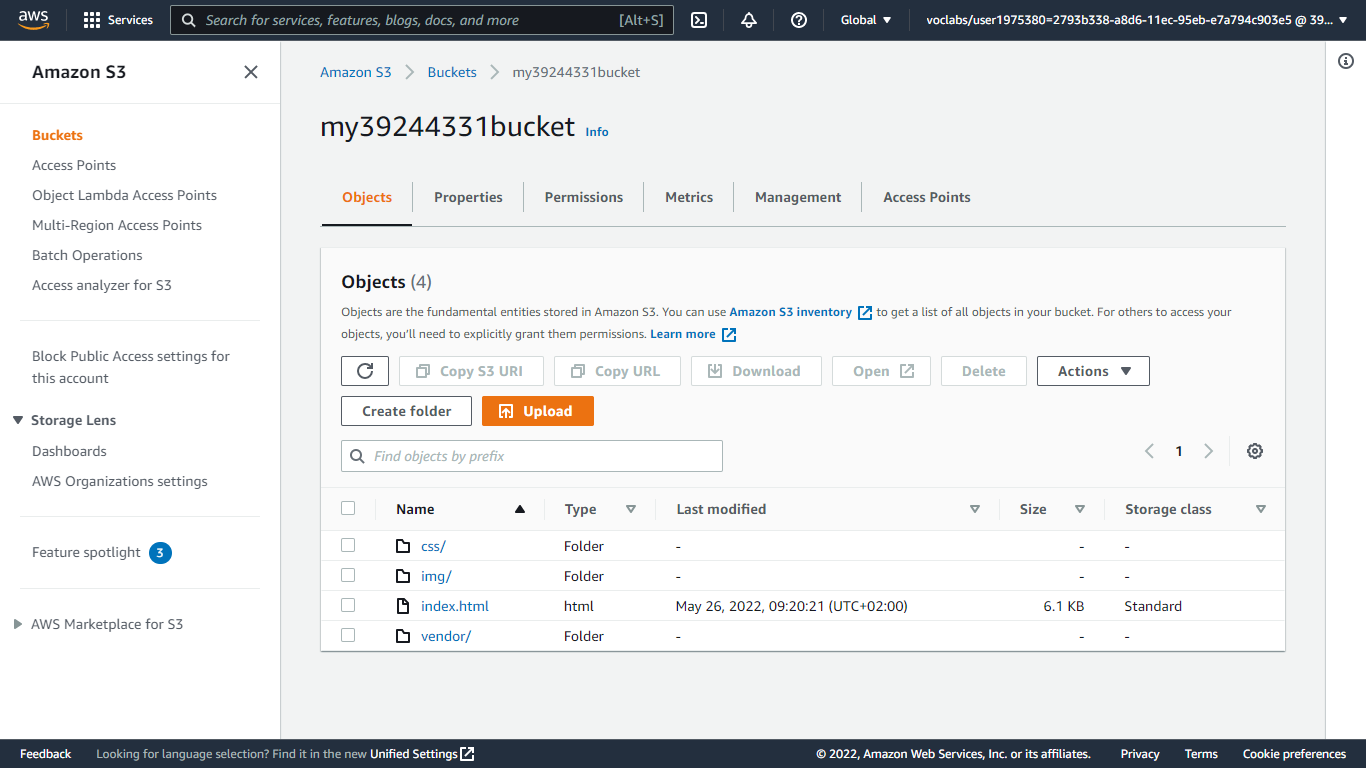 aws Services Search for services, features, blogs, docs, and more [Alt+S] Global voclabs/user1975380=2793b338-a8d6-11ec-95eb-e7a794c903e5 @ 39...
Amazon S3
Buckets
Access Points
Object Lambda Access Points
Multi-Region Access Points
Batch Operations
Access analyzer for S3
Block Public Access settings for
this account
Storage Lens
Dashboards
AWS Organizations settings
Feature spotlight 3
AWS Marketplace for S3
Amazon S3 Buckets my39244331bucket
my39244331bucket Info
Objects Properties Permissions Metrics Management Access Points
Objects (4)
Objects are the fundamental entities stored in Amazon S3. You can use Amazon S3 inventory to get a list of all objects in your bucket. For others to access your
objects, you'll need to explicitly grant them permissions. Learn more
Copy S3 URI Copy URL Download Open Delete Actions
Create folder Upload
Find objects by prefix 1
Name Type Last modified Size Storage class
css/ Folder - - -
img/ Folder - - -
index.html html May 26, 2022, 09:20:21 (UTC+02:00) 6.1 KB Standard
vendor/ Folder - - -
Feedback Looking for language selection? Find it in the new Unified Settings © 2022, Amazon Web Services, Inc. or its affiliates. Privacy Terms Cookie preferences